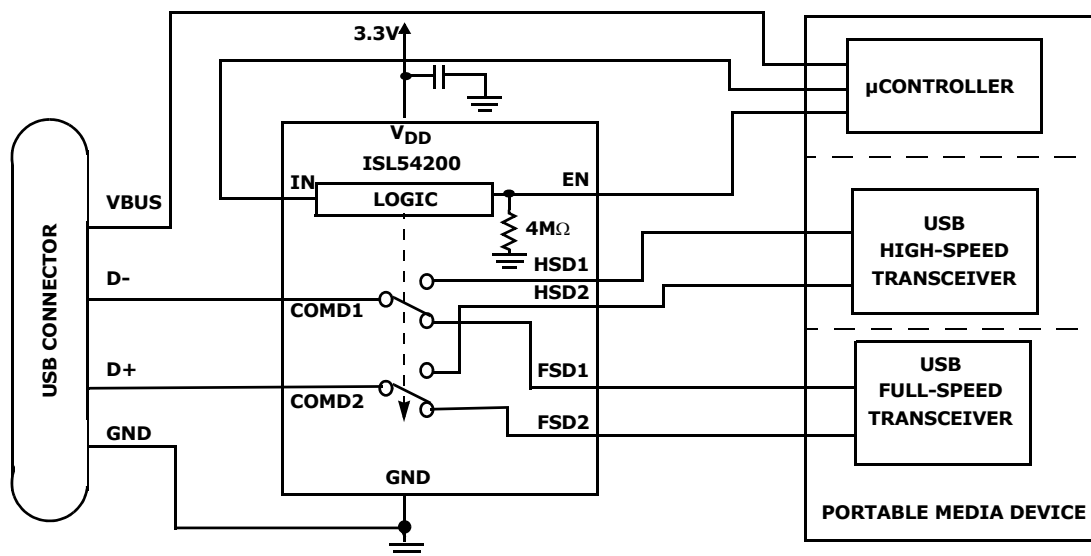 3.3V
µCONTROLLER
VDD
ISL54200
IN
EN
LOGIC
4MΩ
USB CONNECTOR
VBUS
D-
D+
GND
HSD1
HSD2
COMD1
COMD2
FSD1
FSD2
GND
USB
HIGH-SPEED
TRANSCEIVER
USB
FULL-SPEED
TRANSCEIVER
PORTABLE MEDIA DEVICE